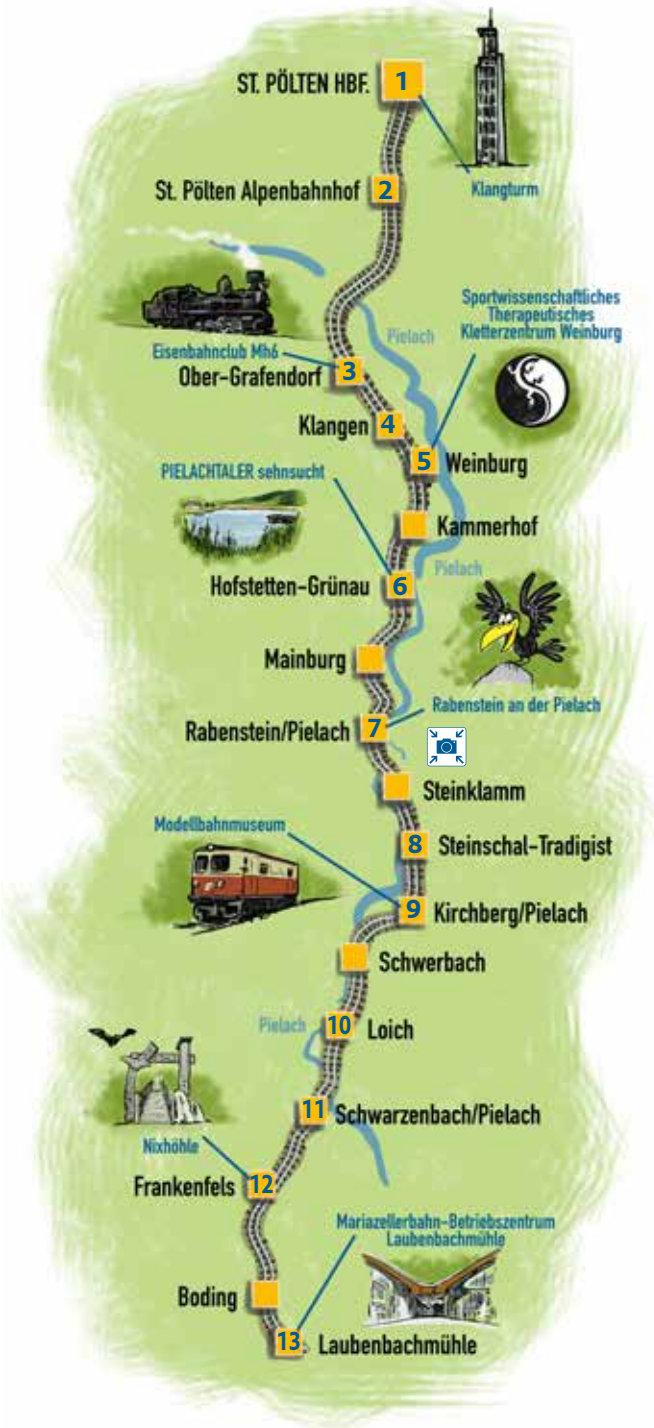 ST. PÖLTEN HBF.
1
St. Pölten Alpenbahnhof
2
Klangturm
Sportwissenschaftliches
Therapeutisches
Kletterzentrum Weinburg
Pielach
Eisenbahnclub Mh6
Ober-Grafendorf
3
Klangen
4
5
Weinburg
PIELACHTALER sehnsucht
Kammerhof
Pielach
Hofstetten-Grünau
6
Mainburg
Rabenstein an der Pielach
Rabenstein/Pielach
7
Steinklamm
Modellbahnmuseum
8
Steinschal-Tradigist
9
Kirchberg/Pielach
Schwerbach
Pielach
10
Loich
11
Schwarzenbach/Pielach
Nixhöhle
Frankenfels
12
Mariazellerbahn-Betriebszentrum
Laubenbachmühle
Boding
13
Laubenbachmühle